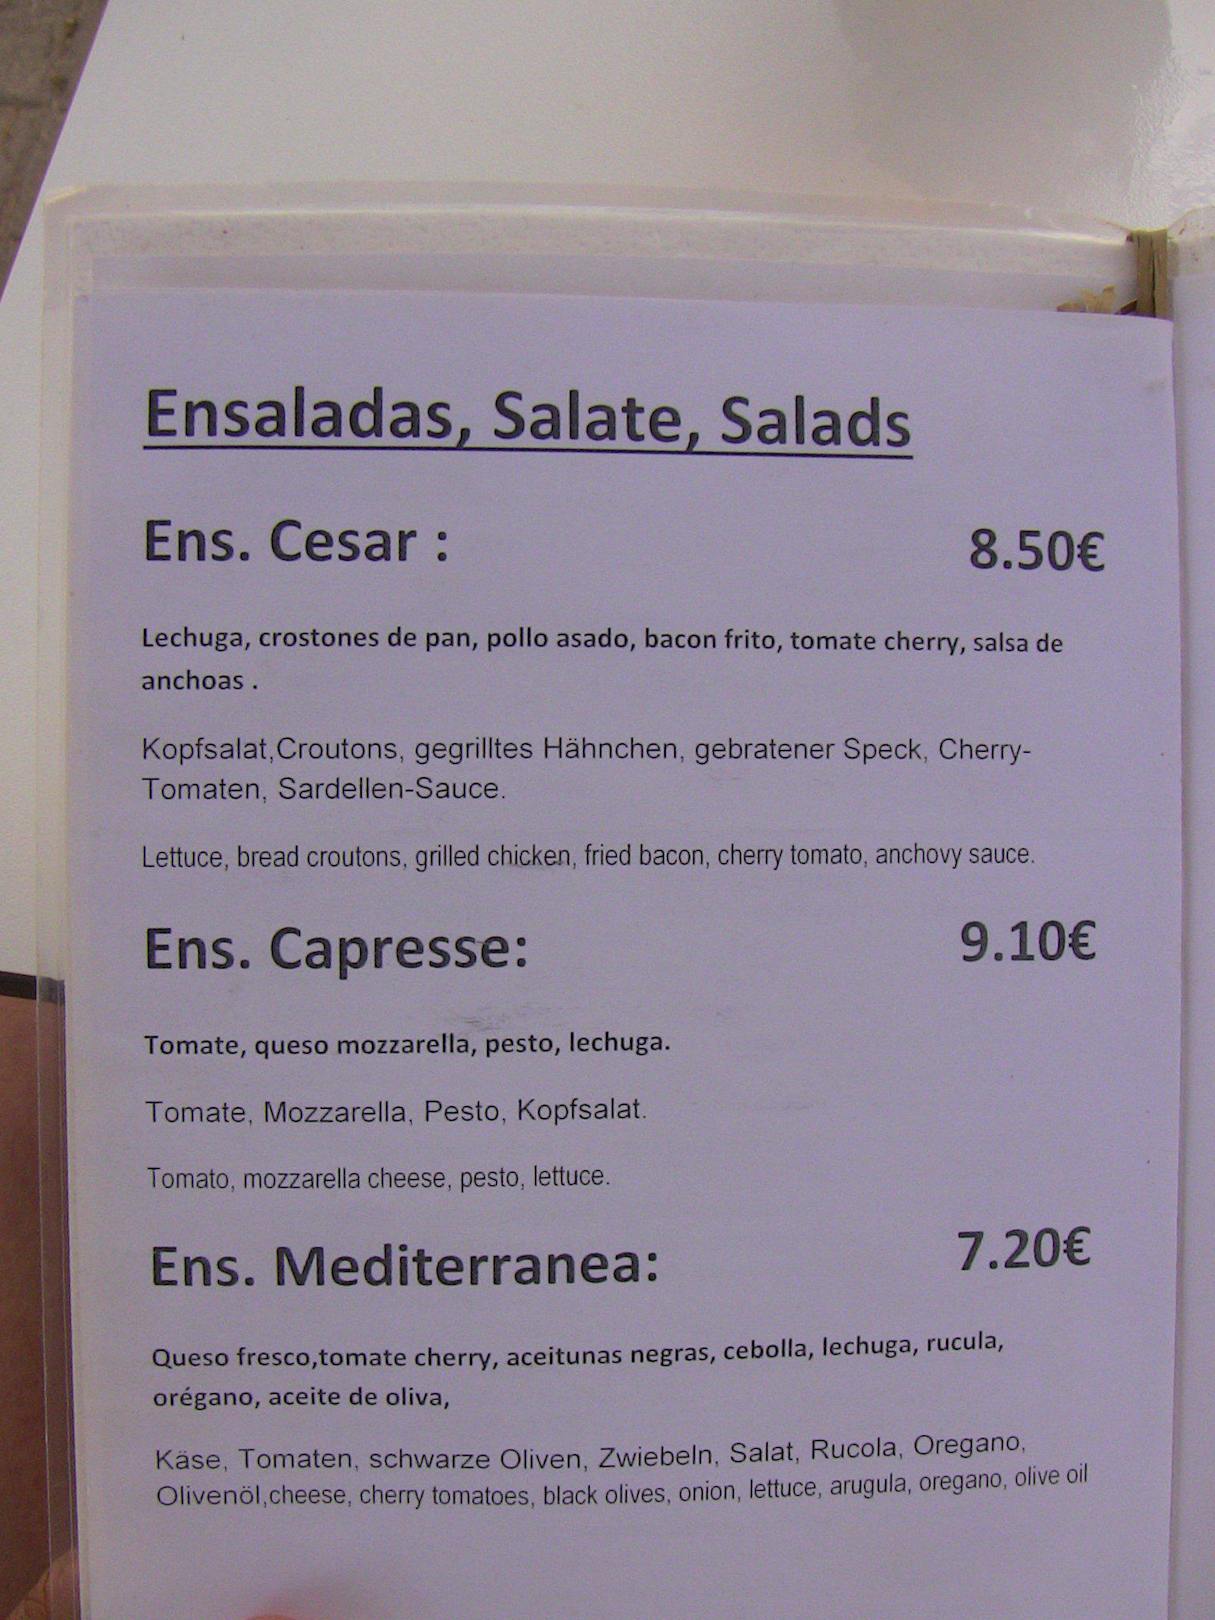 Ensaladas, Salate, Salads
Ens. Cesar : 8.50€
Lechuga, crostones de pan, pollo asado, bacon frito, tomate cherry, salsa de
anchoas .
Kopfsalat,Croutons, gegrilltes Hähnchen, gebratener Speck, Cherry-
Tomaten, Sardellen-Sauce.
Lettuce, bread croutons, grilled chicken, fried bacon, cherry tomato, anchovy sauce.
Ens. Capresse: 9.10€
Tomate, queso mozzarella, pesto, lechuga.
Tomate, Mozzarella, Pesto, Kopfsalat.
Tomato, mozzarella cheese, pesto, lettuce.
Ens. Mediterranea: 7.20€
Queso fresco,tomate cherry, aceitunas negras, cebolla, lechuga, rucula,
orégano, aceite de oliva,
Käse, Tomaten, schwarze Oliven, Zwiebeln, Salat, Rucola, Oregano,
Olivenöl,cheese, cherry tomatoes, black olives, onion, lettuce, arugula, oregano, olive oil